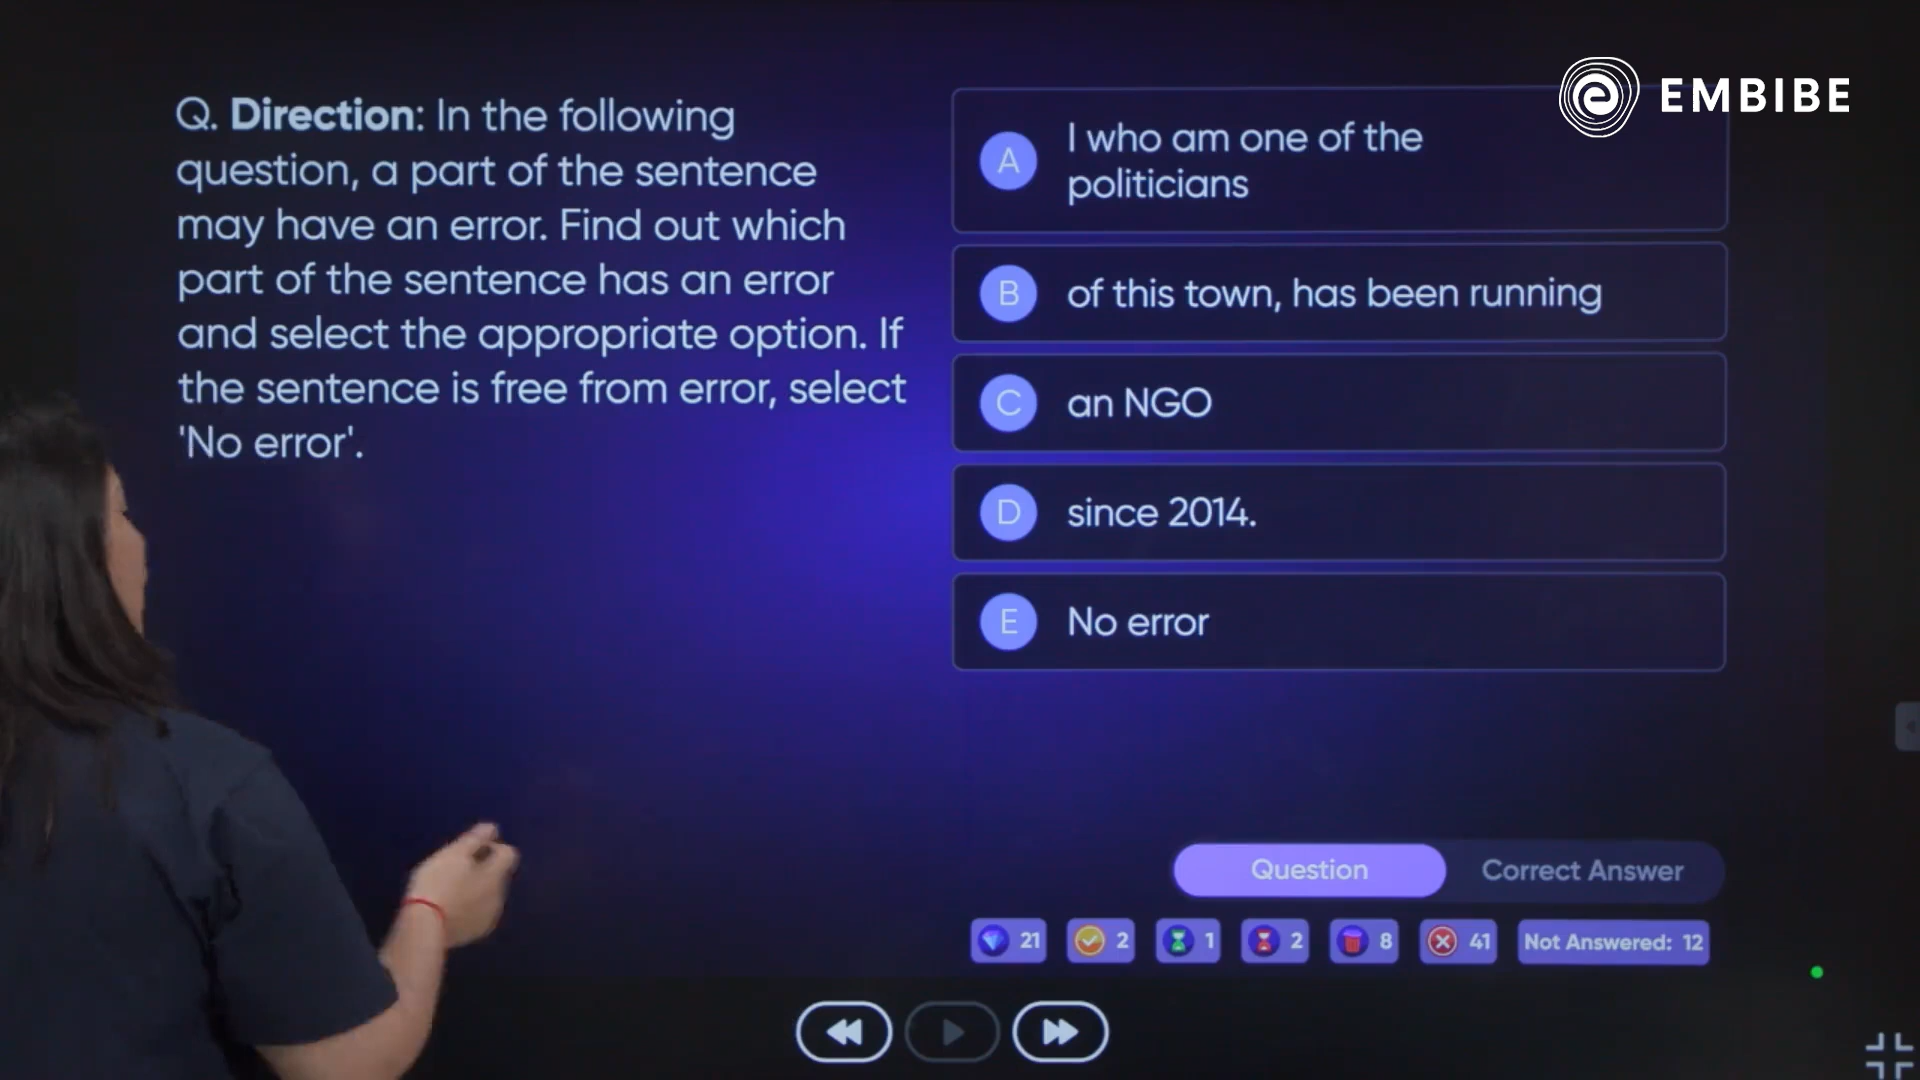 EMBIBE
Q. Direction: In the following
question, a part of the sentence
may have an error. Find out which
part of the sentence has an error
and select the appropriate option. If
the sentence is free from error, select
'No error'.
A
I who am one of the
politicians
B
of this town, has been running
C
an NGO
D
since 2014.
E
No error
Question
Correct Answer
21
2
1
2
8
41
Not Answered: 12